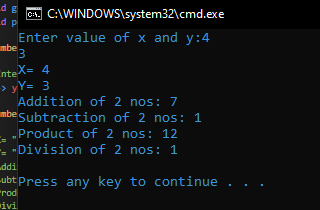 C:\WINDOWS\system32\cmd.exe
Enter value of x and y:4
3
X= 4
Y= 3
Addition of 2 nos: 7
Subtraction of 2 nos: 1
Product of 2 nos: 12
Division of 2 nos: 1
Press any key to continue . . .